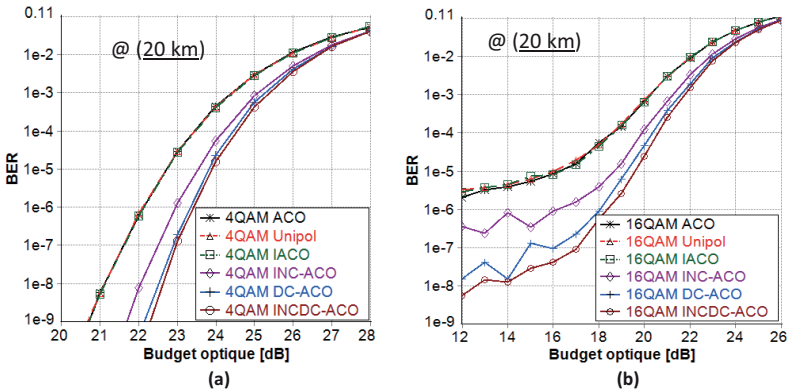 0.11
1e-2
1e-3
1e-4
1e-5
1e-6
1e-7
1e-8
1e-9
BER
@ (20 km)
4QAM ACO
4QAM Unipol
4QAM IACO
4QAM INC-ACO
4QAM DC-ACO
4QAM INCDC-ACO
20 21 22 23 24 25 26 27 28
Budget optique [dB]
(a)
0.11
1e-2
1e-3
1e-4
1e-5
1e-6
1e-7
1e-8
1e-9
BER
@ (20 km)
16QAM ACO
16QAM Unipol
16QAM IACO
16QAM INC-ACO
16QAM DC-ACO
16QAM INCDC-ACO
12 14 16 18 20 22 24 26
Budget optique [dB]
(b)